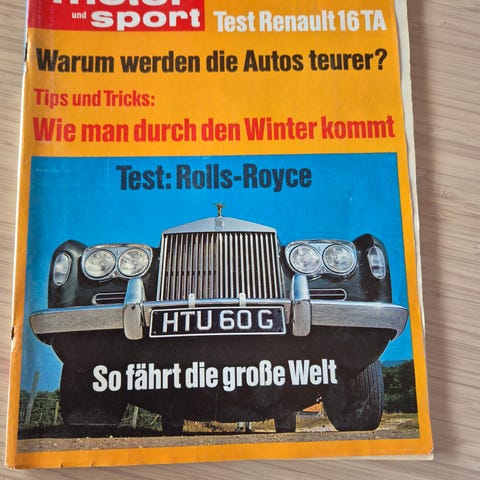 motor
und sport
Test Renault 16 TA
Warum werden die Autos teurer?
Tips und Tricks:
Wie man durch den Winter kommt
Test: Rolls-Royce
HTU 60 G
So fährt die große Welt